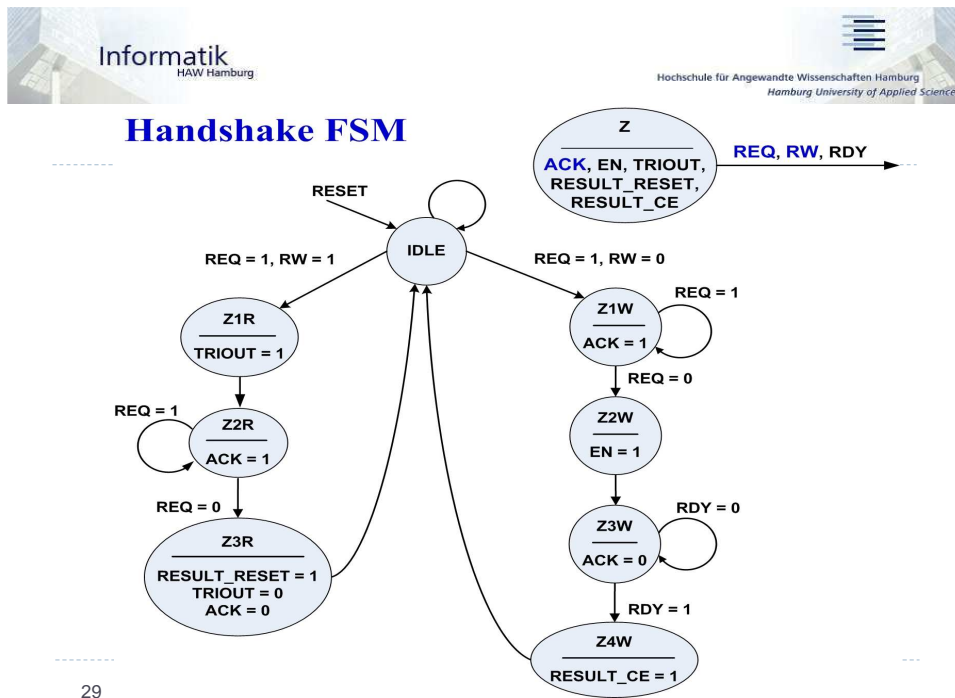 Informatik
HAW Hamburg
Hochschule für Angewandte Wissenschaften Hamburg
Hamburg University of Applied Science
Handshake FSM
Z
ACK, EN, TRIOUT,
RESULT_RESET,
RESULT_CE
REQ, RW, RDY
RESET
IDLE
REQ = 1, RW = 1
REQ = 1, RW = 0
Z1R
TRIOUT = 1
Z1W
ACK = 1
REQ = 1
REQ = 0
REQ = 1
Z2R
ACK = 1
Z2W
EN = 1
REQ = 0
Z3R
RESULT_RESET = 1
TRIOUT = 0
ACK = 0
Z3W
ACK = 0
RDY = 0
RDY = 1
Z4W
RESULT_CE = 1
29